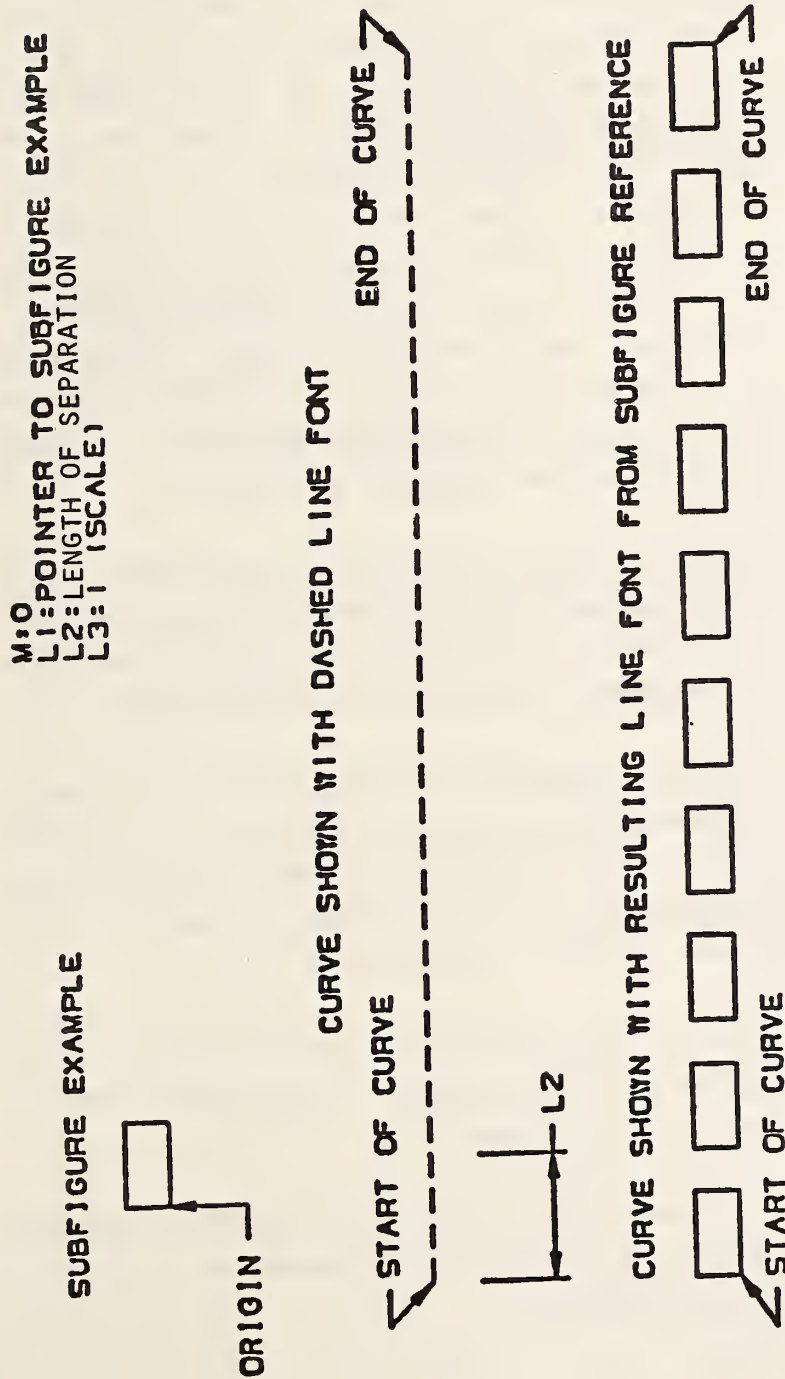 SUBFIGURE EXAMPLE
M:0
L1:POINTER TO SUBFIGURE EXAMPLE
L2:LENGTH OF SEPARATION
L3:1 (SCALE)
ORIGIN
CURVE SHOWN WITH DASHED LINE FONT
START OF CURVE
END OF CURVE
L2
CURVE SHOWN WITH RESULTING LINE FONT FROM SUBFIGURE REFERENCE
START OF CURVE
END OF CURVE